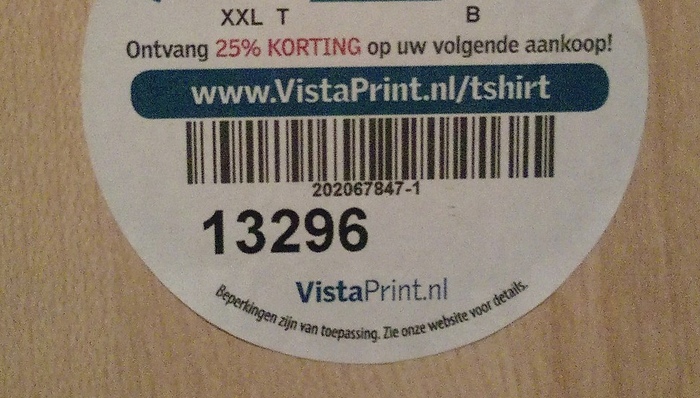 XXL T B
Ontvang 25% KORTING op uw volgende aankoop!
www.VistaPrint.nl/tshirt
202067847-1
13296
VistaPrint.nl
Beperkingen zijn van toepassing. Zie onze website voor details.